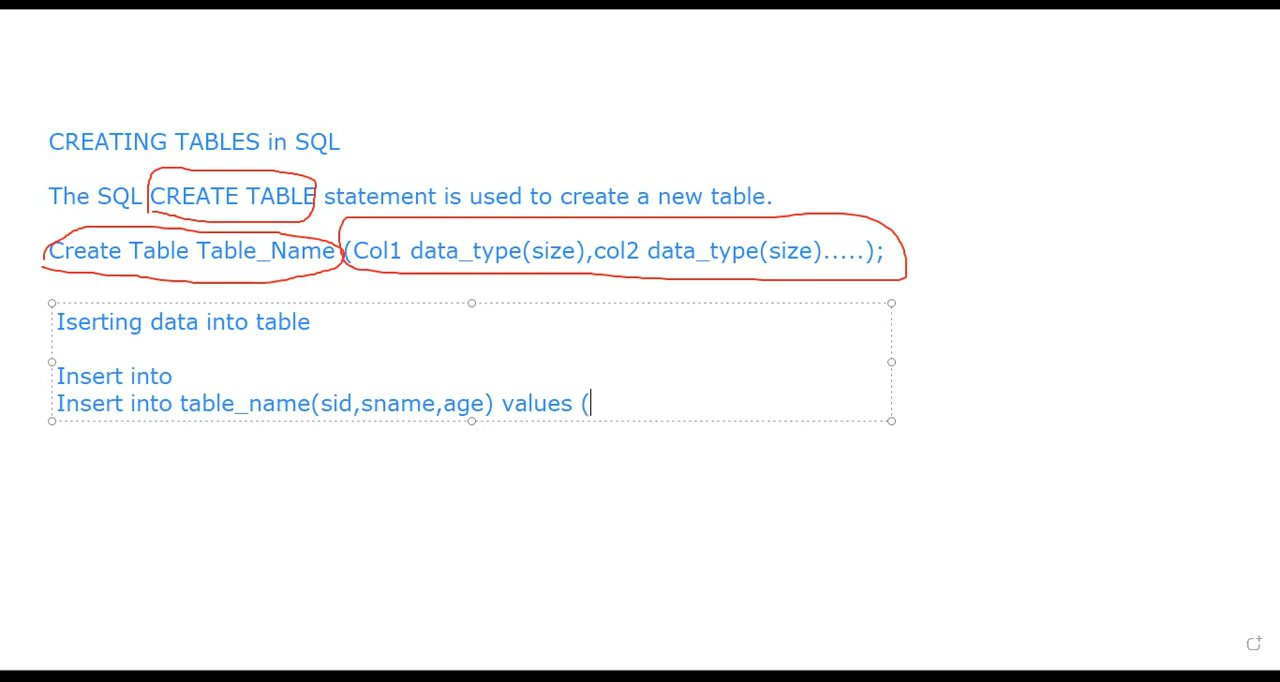 CREATING TABLES in SQL
The SQL CREATE TABLE statement is used to create a new table.
Create Table Table_Name (Col1 data_type(size),col2 data_type(size).....);
Iserting data into table
Insert into
Insert into table_name(sid,sname,age) values (